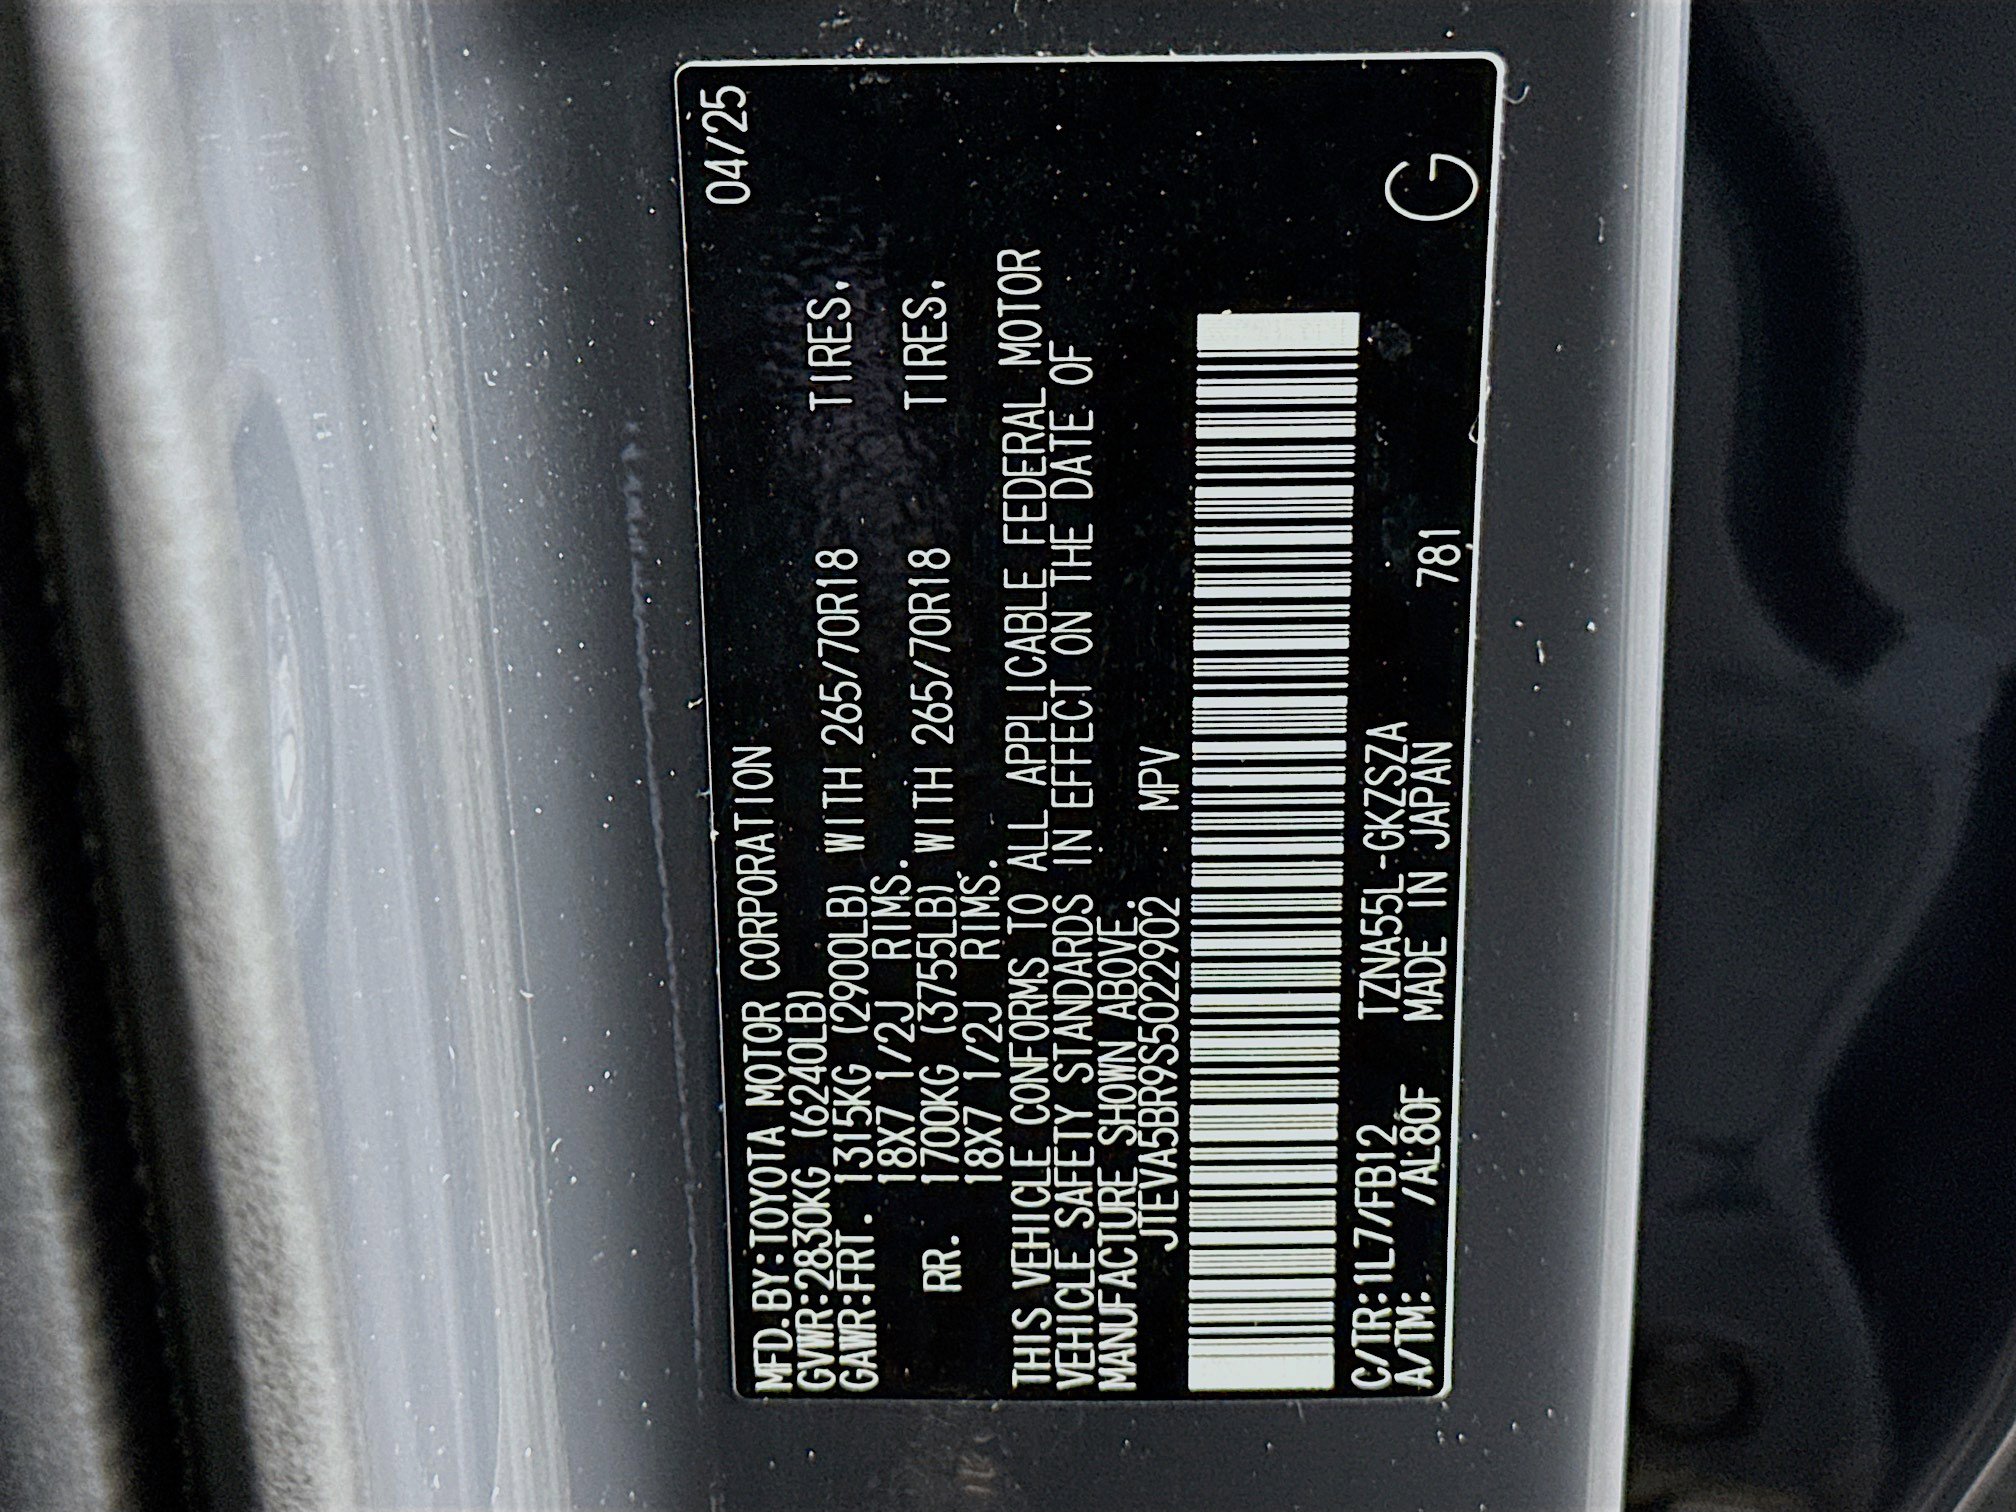 04/25
MFD.BY:TOYOTA MOTOR CORPORATION
GVWR:2830KG (6240LB)
GAWR:FRT. 1315KG (2900LB) WITH 265/70R18 TIRES,
18X7 1/2J RIMS.
RR. 1700KG (3755LB) WITH 265/70R18 TIRES,
18X7 1/2J RIMS.
THIS VEHICLE CONFORMS TO ALL APPLICABLE FEDERAL MOTOR
VEHICLE SAFETY STANDARDS IN EFFECT ON THE DATE OF
MANUFACTURE SHOWN ABOVE.
JTEVA5BR9S5022902 MPV
C/TR:1L7/FB12 TZNA55L-GKZSZA
A/TM: /AL80F MADE IN JAPAN 781
G